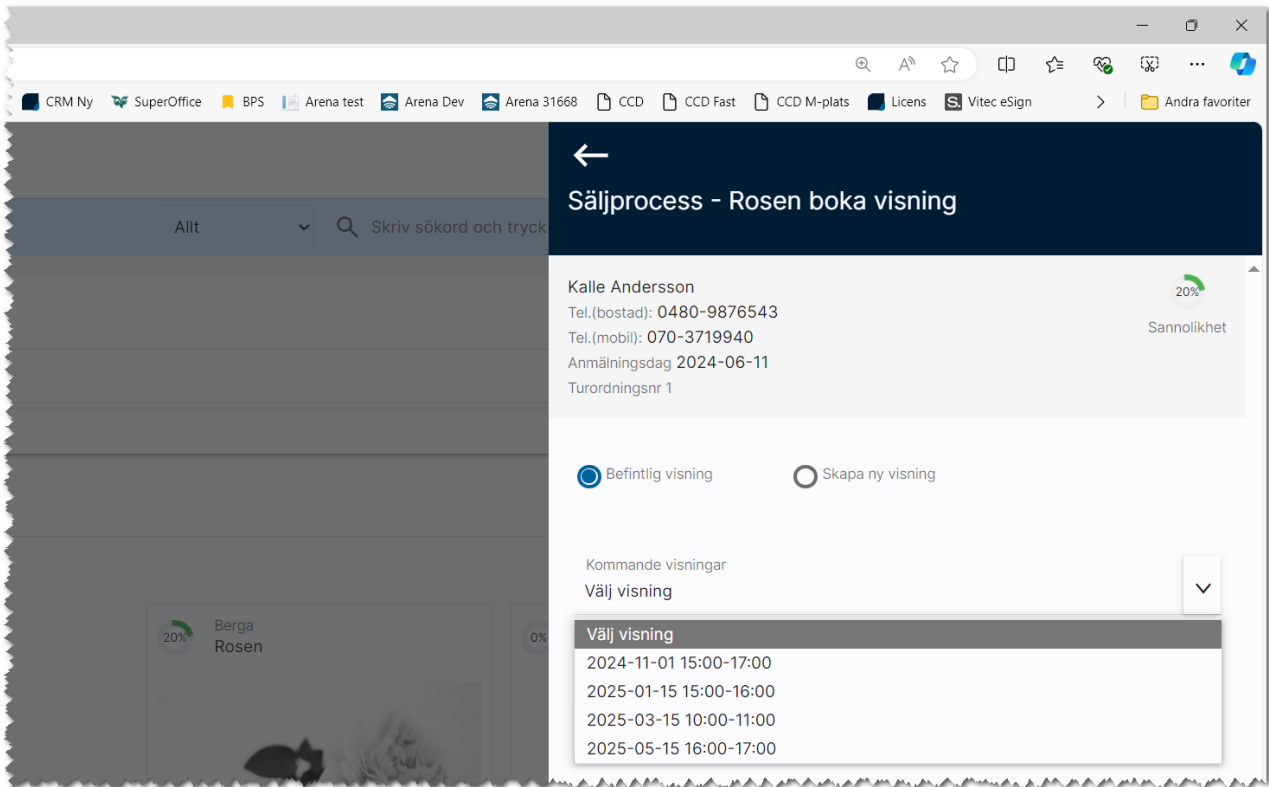 CRM Ny SuperOffice BPS Arena test Arena Dev Arena 31668 CCD CCD Fast CCD M-plats Licens S. Vitec eSign Andra favoriter
Säljprocess - Rosen boka visning
Allt Skriv sökord och tryck
Kalle Andersson
Tel.(bostad): 0480-9876543
Tel.(mobil): 070-3719940
Anmälningsdag 2024-06-11
Turordningsnr 1
20%
Sannolikhet
Befintlig visning Skapa ny visning
Kommande visningar
Välj visning
Välj visning
2024-11-01 15:00-17:00
2025-01-15 15:00-16:00
2025-03-15 10:00-11:00
2025-05-15 16:00-17:00
20%
Berga
Rosen
0%